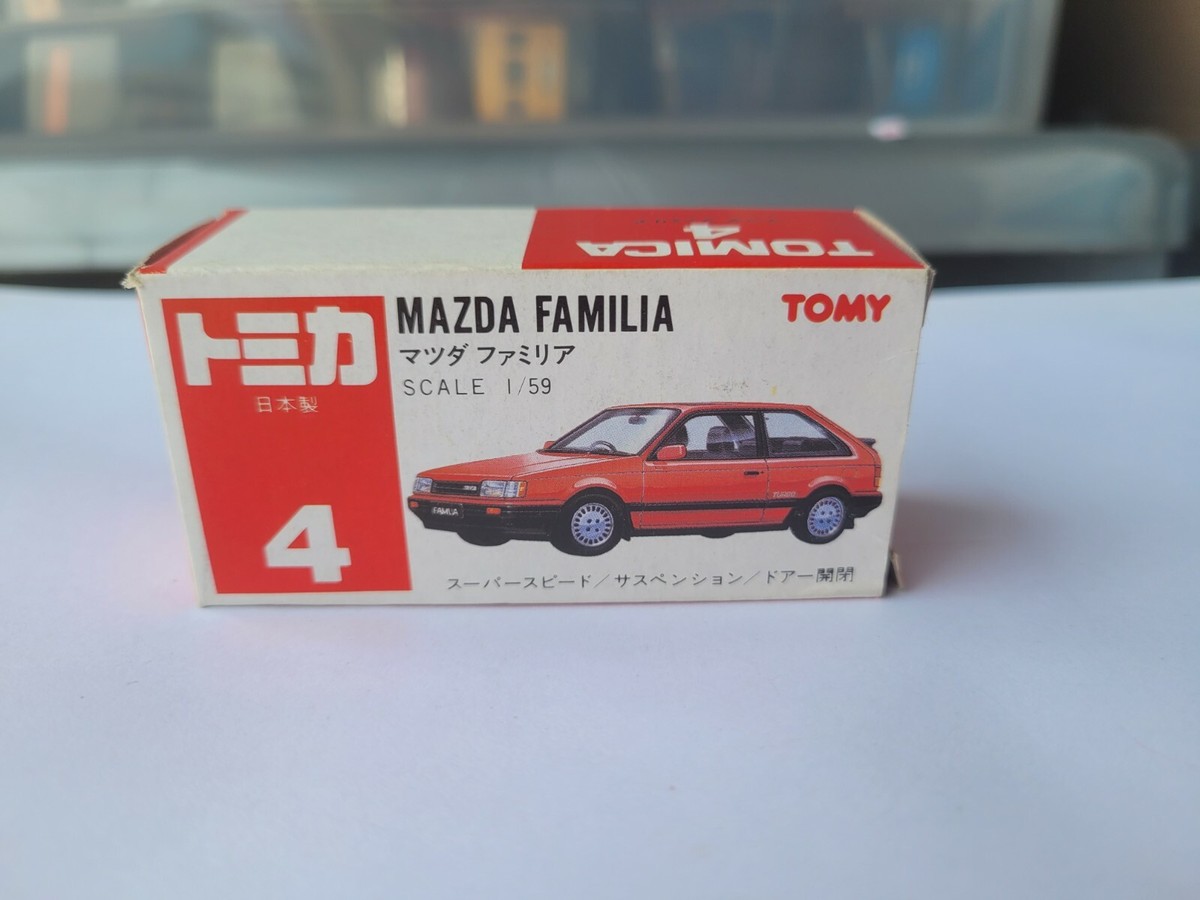 TOMICA
4
トミカ
日本製
4
MAZDA FAMILIA
マツダ ファミリア
SCALE 1/59
TOMY
FAMILIA
TURBO
スーパースピード/サスペンション/ドアー開閉